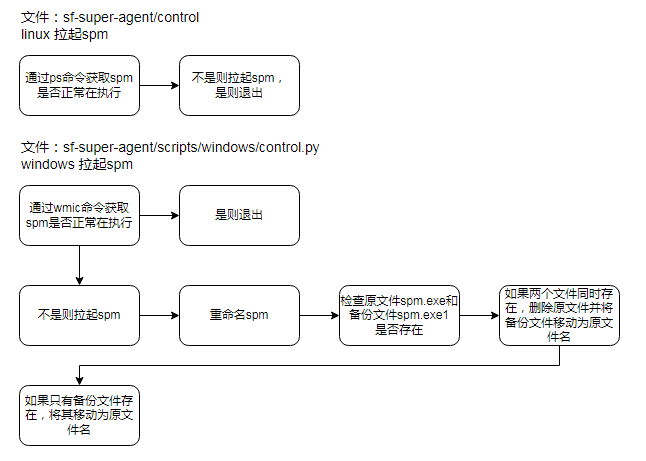 文件：sf-super-agent/control
linux 拉起spm
通过ps命令获取spm
是否正常在执行
不是则拉起spm，
是则退出
文件：sf-super-agent/scripts/windows/control.py
windows 拉起spm
通过wmic命令获取
spm是否正常在执行
是则退出
不是则拉起spm
重命名spm
检查原文件spm.exe和
备份文件spm.exe1
是否存在
如果两个文件同时存
在，删除原文件并将
备份文件移动为原文
件名
如果只有备份文件存
在，将其移动为原文
件名